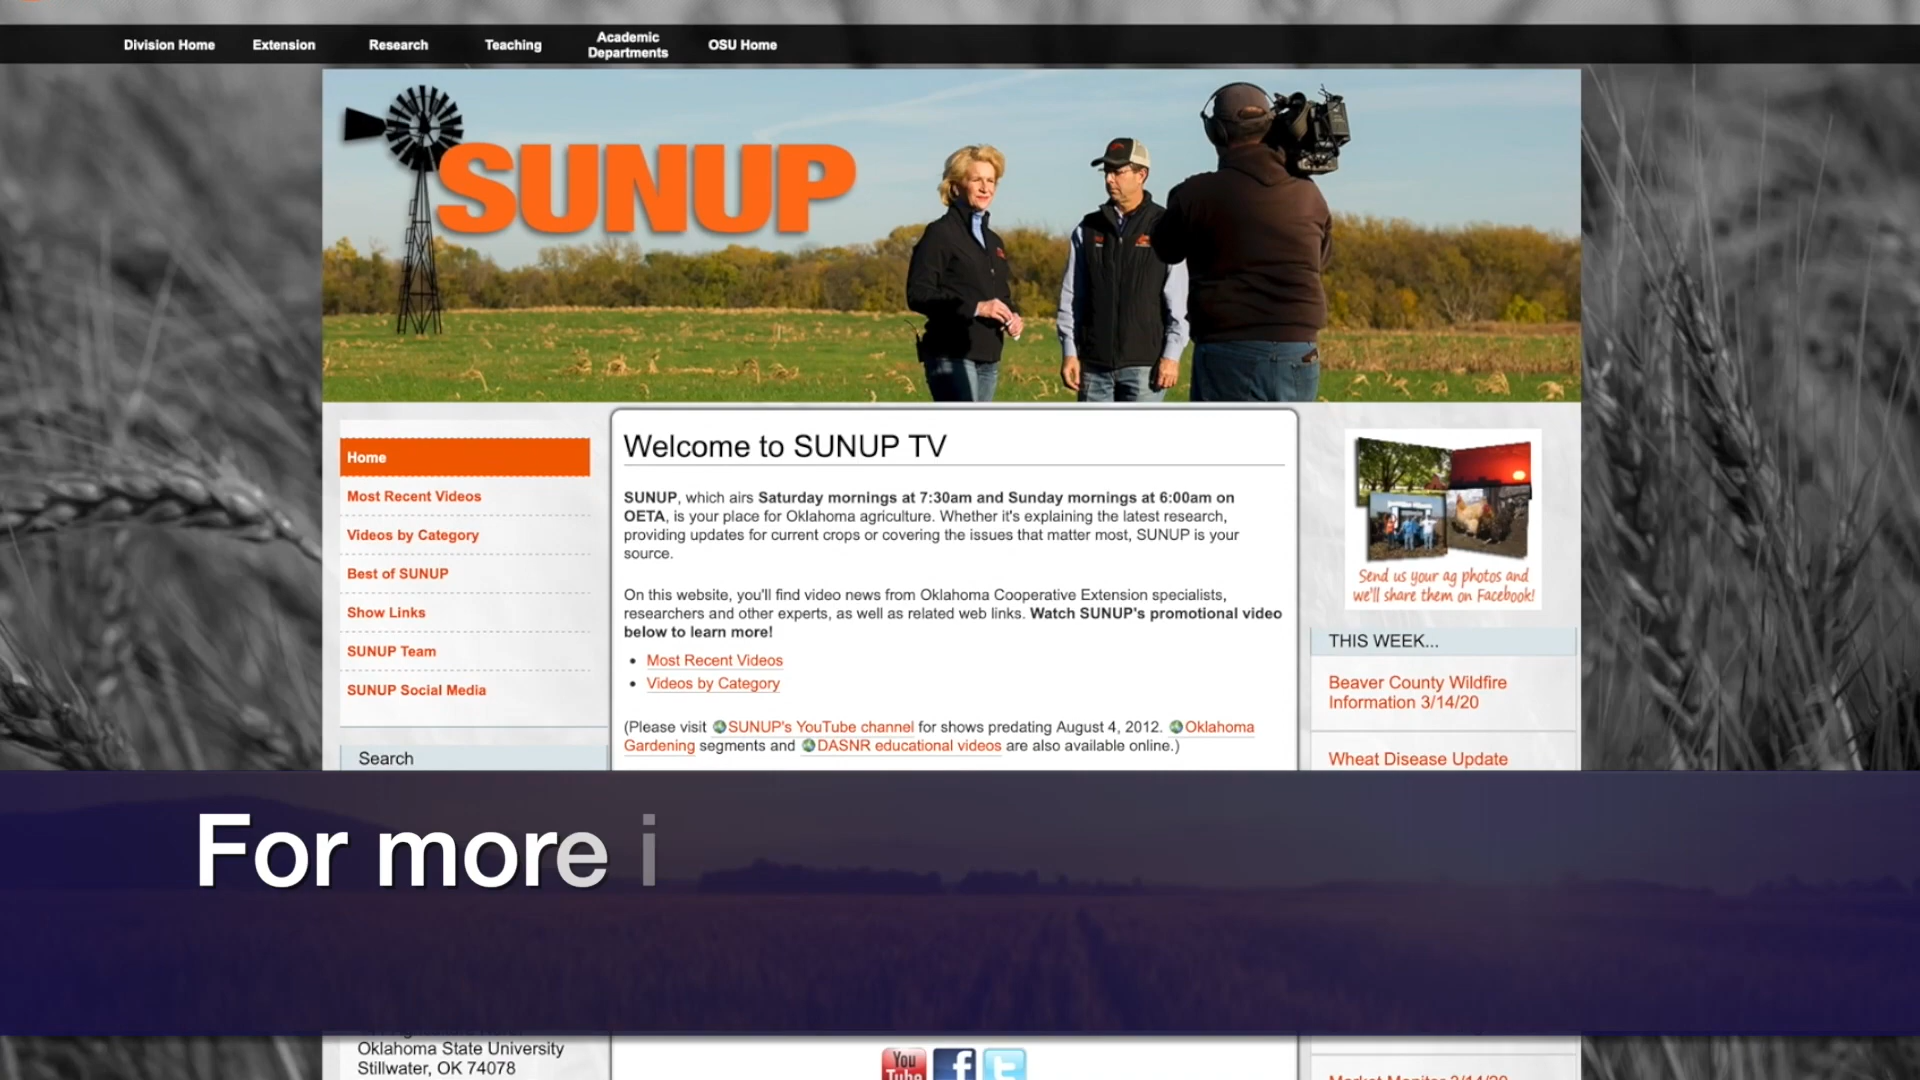 Division Home
Extension
Research
Teaching
Academic
Departments
OSU Home
SUNUP
Home
Most Recent Videos
Videos by Category
Best of SUNUP
Show Links
SUNUP Team
SUNUP Social Media
Search
Welcome to SUNUP TV
SUNUP, which airs Saturday mornings at 7:30am and Sunday mornings at 6:00am on
OETA, is your place for Oklahoma agriculture. Whether it's explaining the latest research,
providing updates for current crops or covering the issues that matter most, SUNUP is your
source.
On this website, you'll find video news from Oklahoma Cooperative Extension specialists,
researchers and other experts, as well as related web links. Watch SUNUP's promotional video
below to learn more!
• Most Recent Videos
• Videos by Category
(Please visit SUNUP's YouTube channel for shows predating August 4, 2012. Oklahoma
Gardening segments and DASNR educational videos are also available online.)
Send us your ag photos and
we'll share them on Facebook!
THIS WEEK...
Beaver County Wildfire
Information 3/14/20
Wheat Disease Update
For more i
Oklahoma State University
Stillwater, OK 74078
You
Tube
Market Monitor 3/14/20